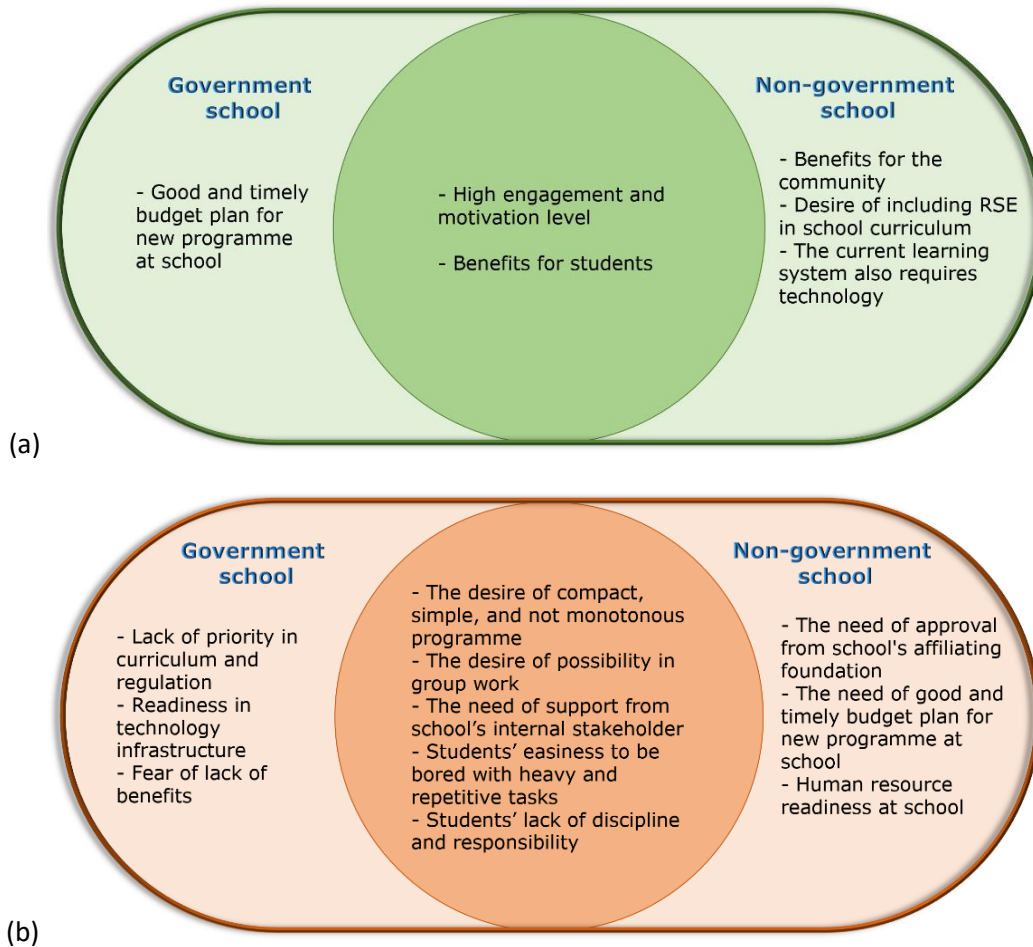 Government
school
- Good and timely
budget plan for
new programme
at school
- High engagement and
motivation level
- Benefits for students
Non-government
school
- Benefits for the
community
- Desire of including RSE
in school curriculum
- The current learning
system also requires
technology
(a)
Government
school
- Lack of priority in
curriculum and
regulation
- Readiness in
technology
infrastructure
- Fear of lack of
benefits
- The desire of compact,
simple, and not monotonous
programme
- The desire of possibility in
group work
- The need of support from
school's internal stakeholder
- Students' easiness to be
bored with heavy and
repetitive tasks
- Students' lack of discipline
and responsibility
Non-government
school
- The need of approval
from school's affiliating
foundation
- The need of good and
timely budget plan for
new programme at
school
- Human resource
readiness at school
(b)